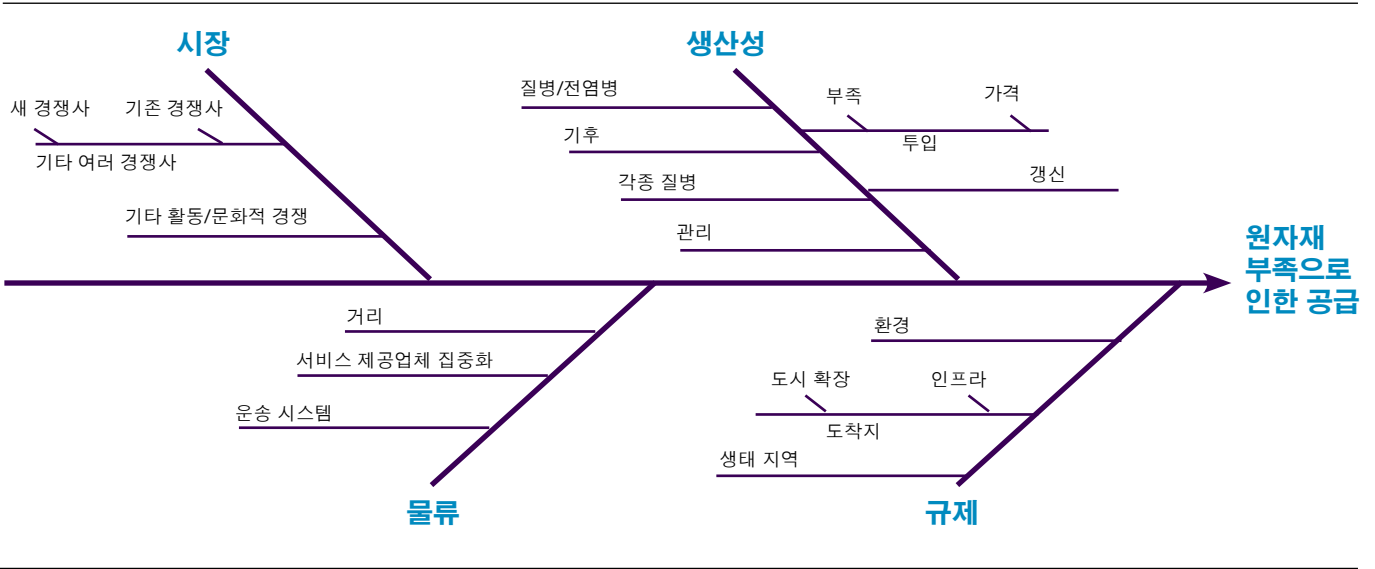 시장
새 경쟁사
기존 경쟁사
기타 여러 경쟁사
기타 활동/문화적 경쟁
생산성
질병/전염병
기후
각종 질병
관리
부족
가격
투입
갱신
원자재
부족으로
인한 공급
거리
서비스 제공업체 집중화
운송 시스템
물류
환경
도시 확장
인프라
도착지
생태 지역
규제